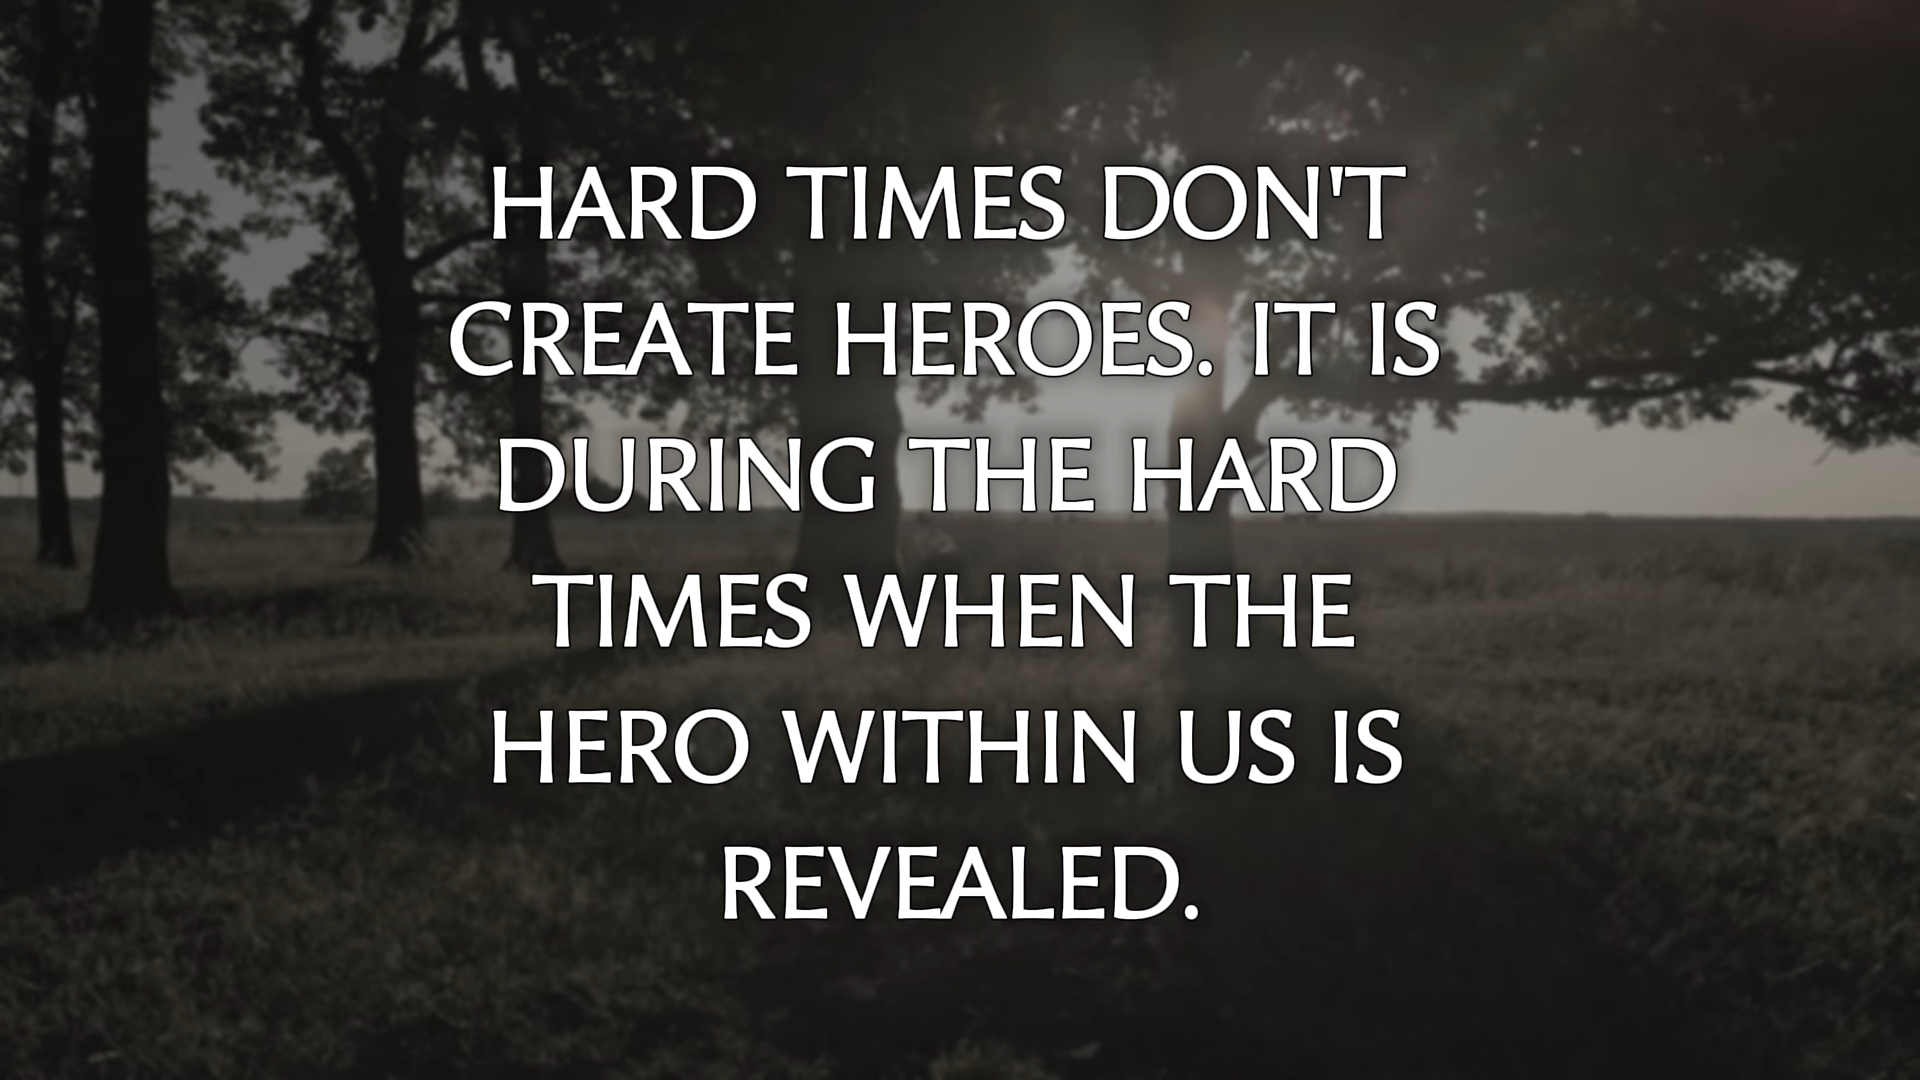 HARD TIMES DON'T
CREATE HEROES. IT IS
DURING THE HARD
TIMES WHEN THE
HERO WITHIN US IS
REVEALED.